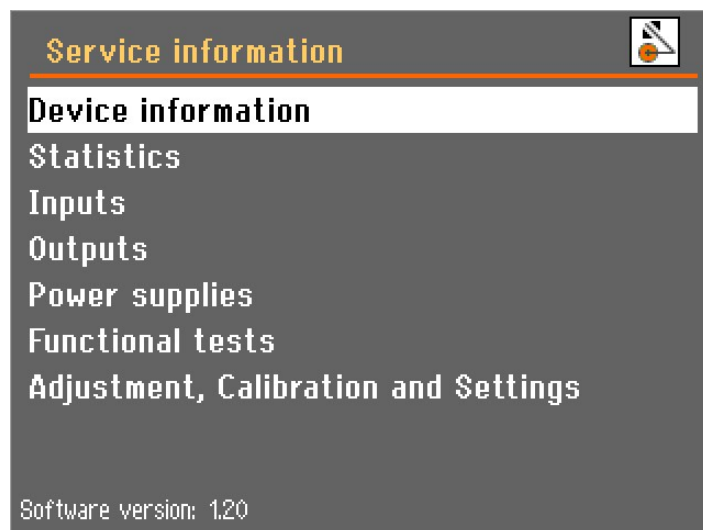 Service information
Device information
Statistics
Inputs
Outputs
Power supplies
Functional tests
Adjustment, Calibration and Settings
Software version: 1.20